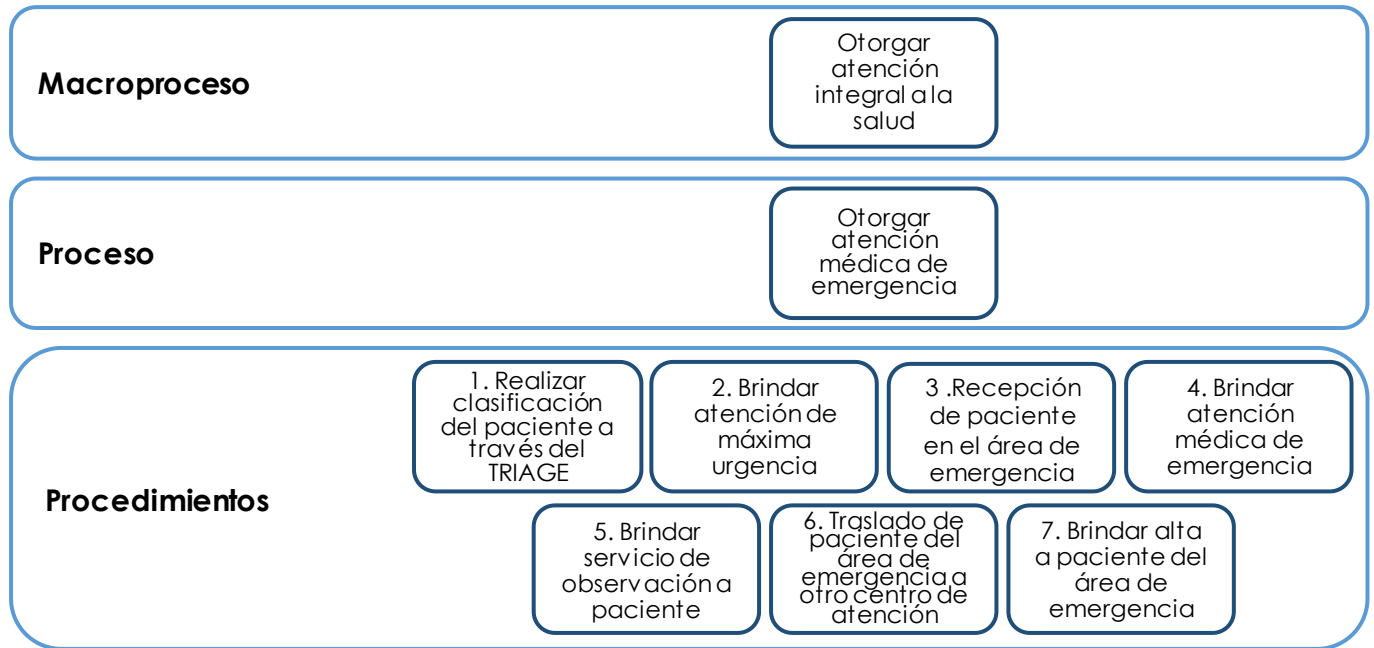 Macroproceso
Otorgar
atención
integral a la
salud
Proceso
Otorgar
atención
médica de
emergencia
Procedimientos
1. Realizar
clasificación
del paciente a
través del
TRIAGE
2. Brindar
atención de
máxima
urgencia
3 .Recepción
de paciente
en el área de
emergencia
4. Brindar
atención
médica de
emergencia
5. Brindar
servicio de
observación a
paciente
6. Traslado de
paciente del
área de
emergencia a
otro centro de
atención
7. Brindar alta
a paciente del
área de
emergencia